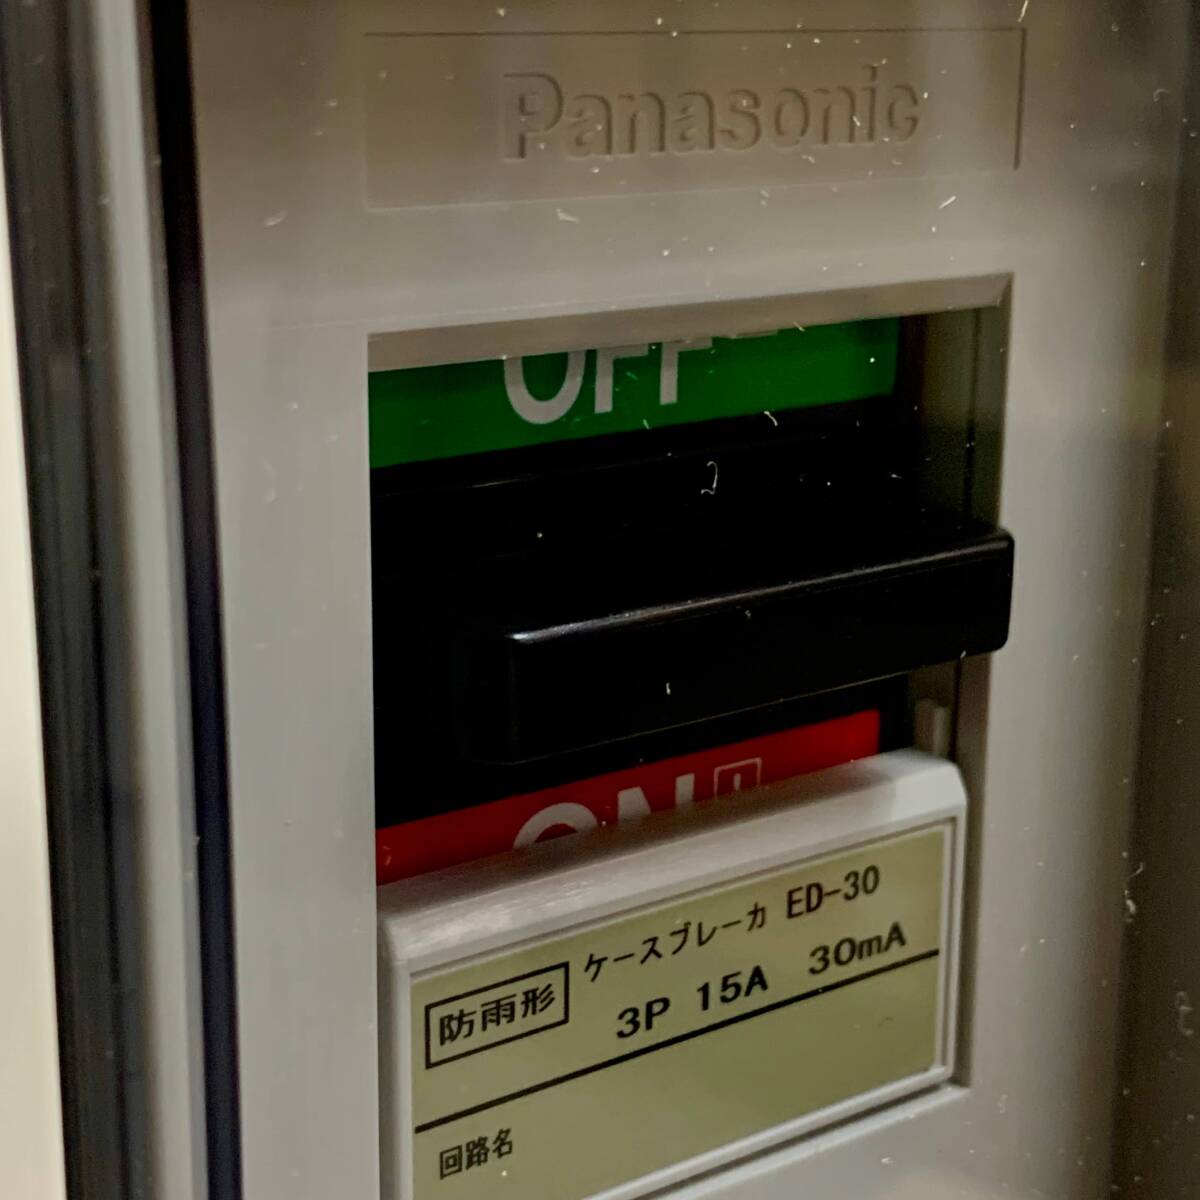 Panasonic
OFF
ON
防雨形 ケースブレーカ ED-30
3P 15A 30mA
回路名